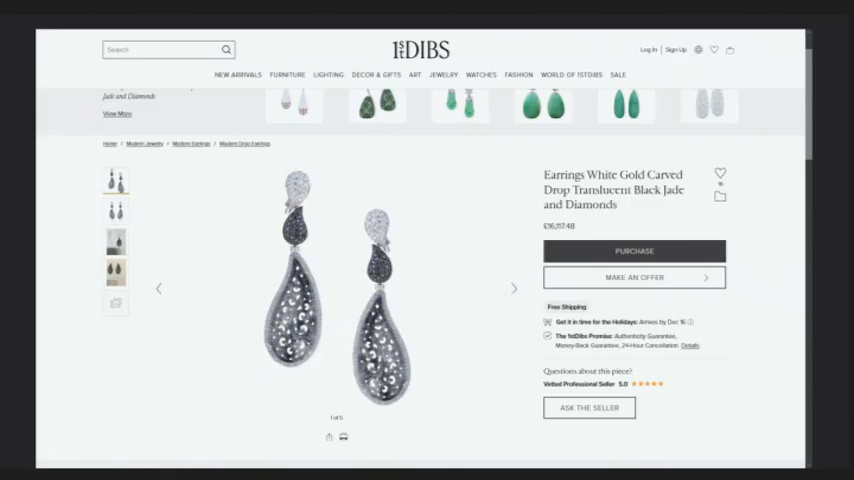 Search
1STDIBS
Log In | Sign Up
NEW ARRIVALS FURNITURE LIGHTING DECOR & GIFTS ART JEWELRY WATCHES FASHION WORLD OF 1STDIBS SALE
Jade and Diamonds
View More
Home / Modern Jewelry / Modern Earrings / Modern Drop Earrings
Earrings White Gold Carved
Drop Translucent Black Jade
and Diamonds
£16,117.48
PURCHASE
MAKE AN OFFER
Free Shipping
Get it in time for the Holidays: Arrives by Dec 16
The 1stDibs Promise: Authenticity Guarantee,
Money-Back Guarantee, 24-Hour Cancellation Details
Questions about this piece?
Vetted Professional Seller 5.0
ASK THE SELLER
1 of 5